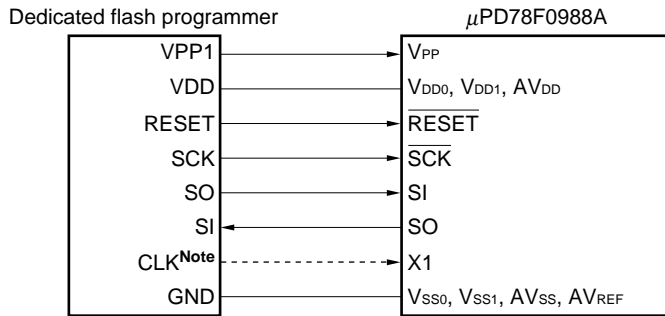 Dedicated flash programmer μPD78F0988A
VPP1 VPP
VDD VDD0, VDD1, AVDD
RESET RESET
SCK SCK
SO SI
SI SO
CLKNote X1
GND VSS0, VSS1, AVSS, AVREF